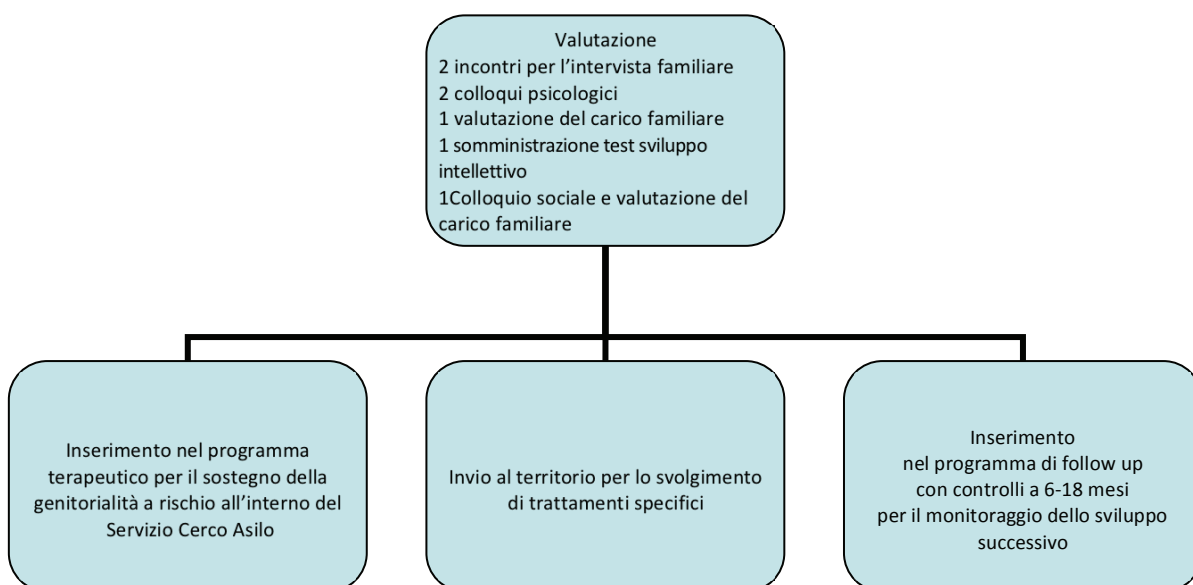 Valutazione
2 incontri per l’intervista familiare
2 colloqui psicologici
1 valutazione del carico familiare
1 somministrazione test sviluppo
intellettivo
1Colloquio sociale e valutazione del
carico familiare
Inserimento nel programma
terapeutico per il sostegno della
genitorialità a rischio all’interno del
Servizio Cerco Asilo
Invio al territorio per lo svolgimento
di trattamenti specifici
Inserimento
nel programma di follow up
con controlli a 6-18 mesi
per il monitoraggio dello sviluppo
successivo